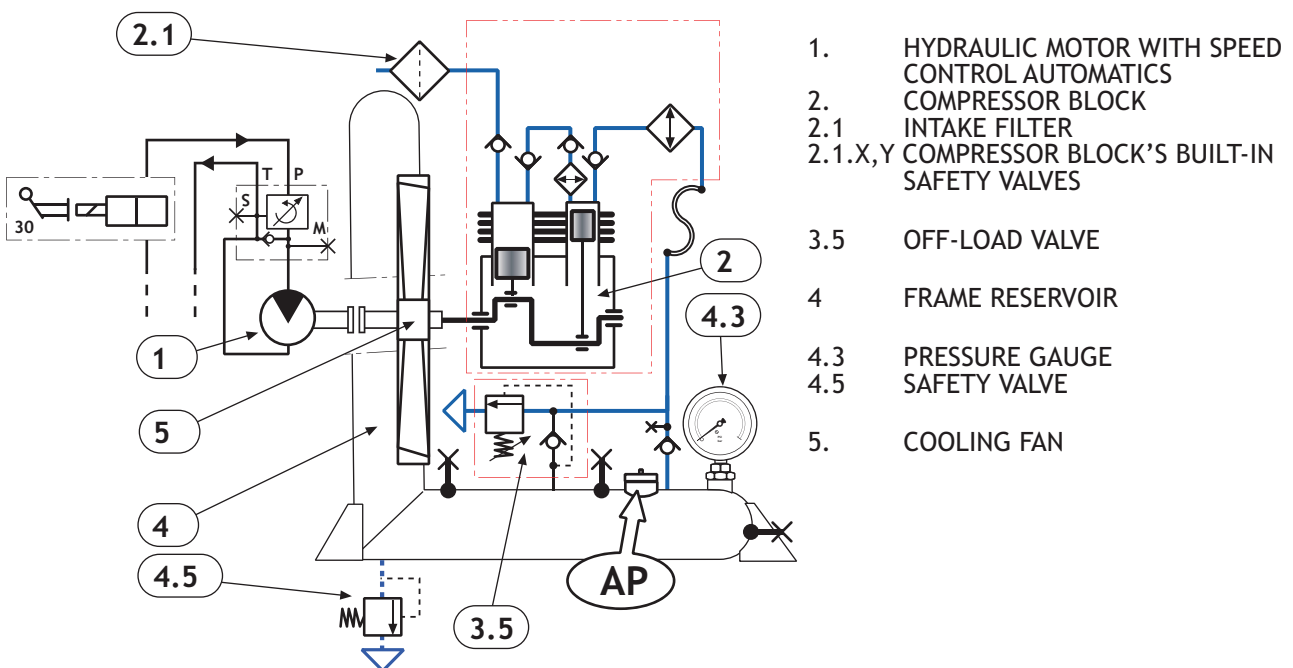 2.1
T P
S
M
30
1
2
4.3
5
4
4.5
3.5
AP
1. HYDRAULIC MOTOR WITH SPEED
CONTROL AUTOMATICS
2. COMPRESSOR BLOCK
2.1 INTAKE FILTER
2.1.X,Y COMPRESSOR BLOCK'S BUILT-IN
SAFETY VALVES
3.5 OFF-LOAD VALVE
4 FRAME RESERVOIR
4.3 PRESSURE GAUGE
4.5 SAFETY VALVE
5. COOLING FAN